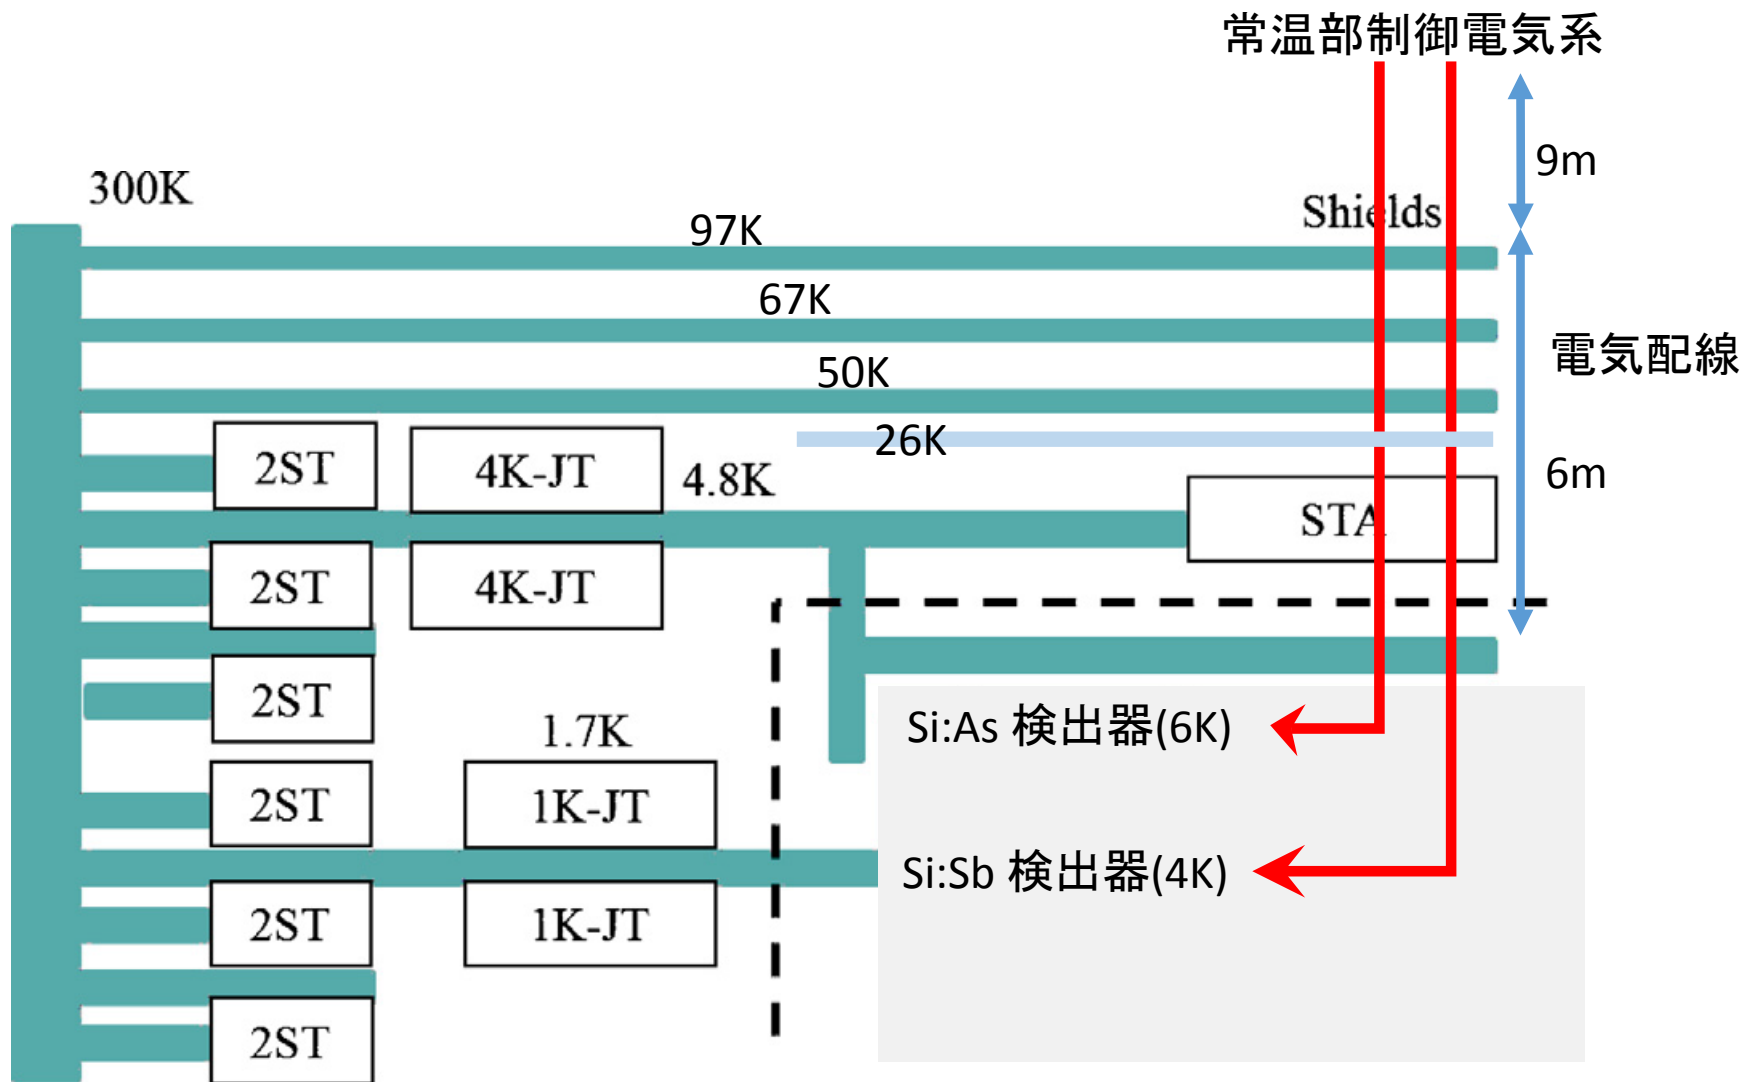 常温部制御電気系
9m
300K
Shields
97K
67K
電気配線
50K
26K
2ST
4K-JT
4.8K
6m
STA
2ST
4K-JT
2ST
Si:As 検出器(6K)
1.7K
2ST
1K-JT
Si:Sb 検出器(4K)
2ST
1K-JT
2ST